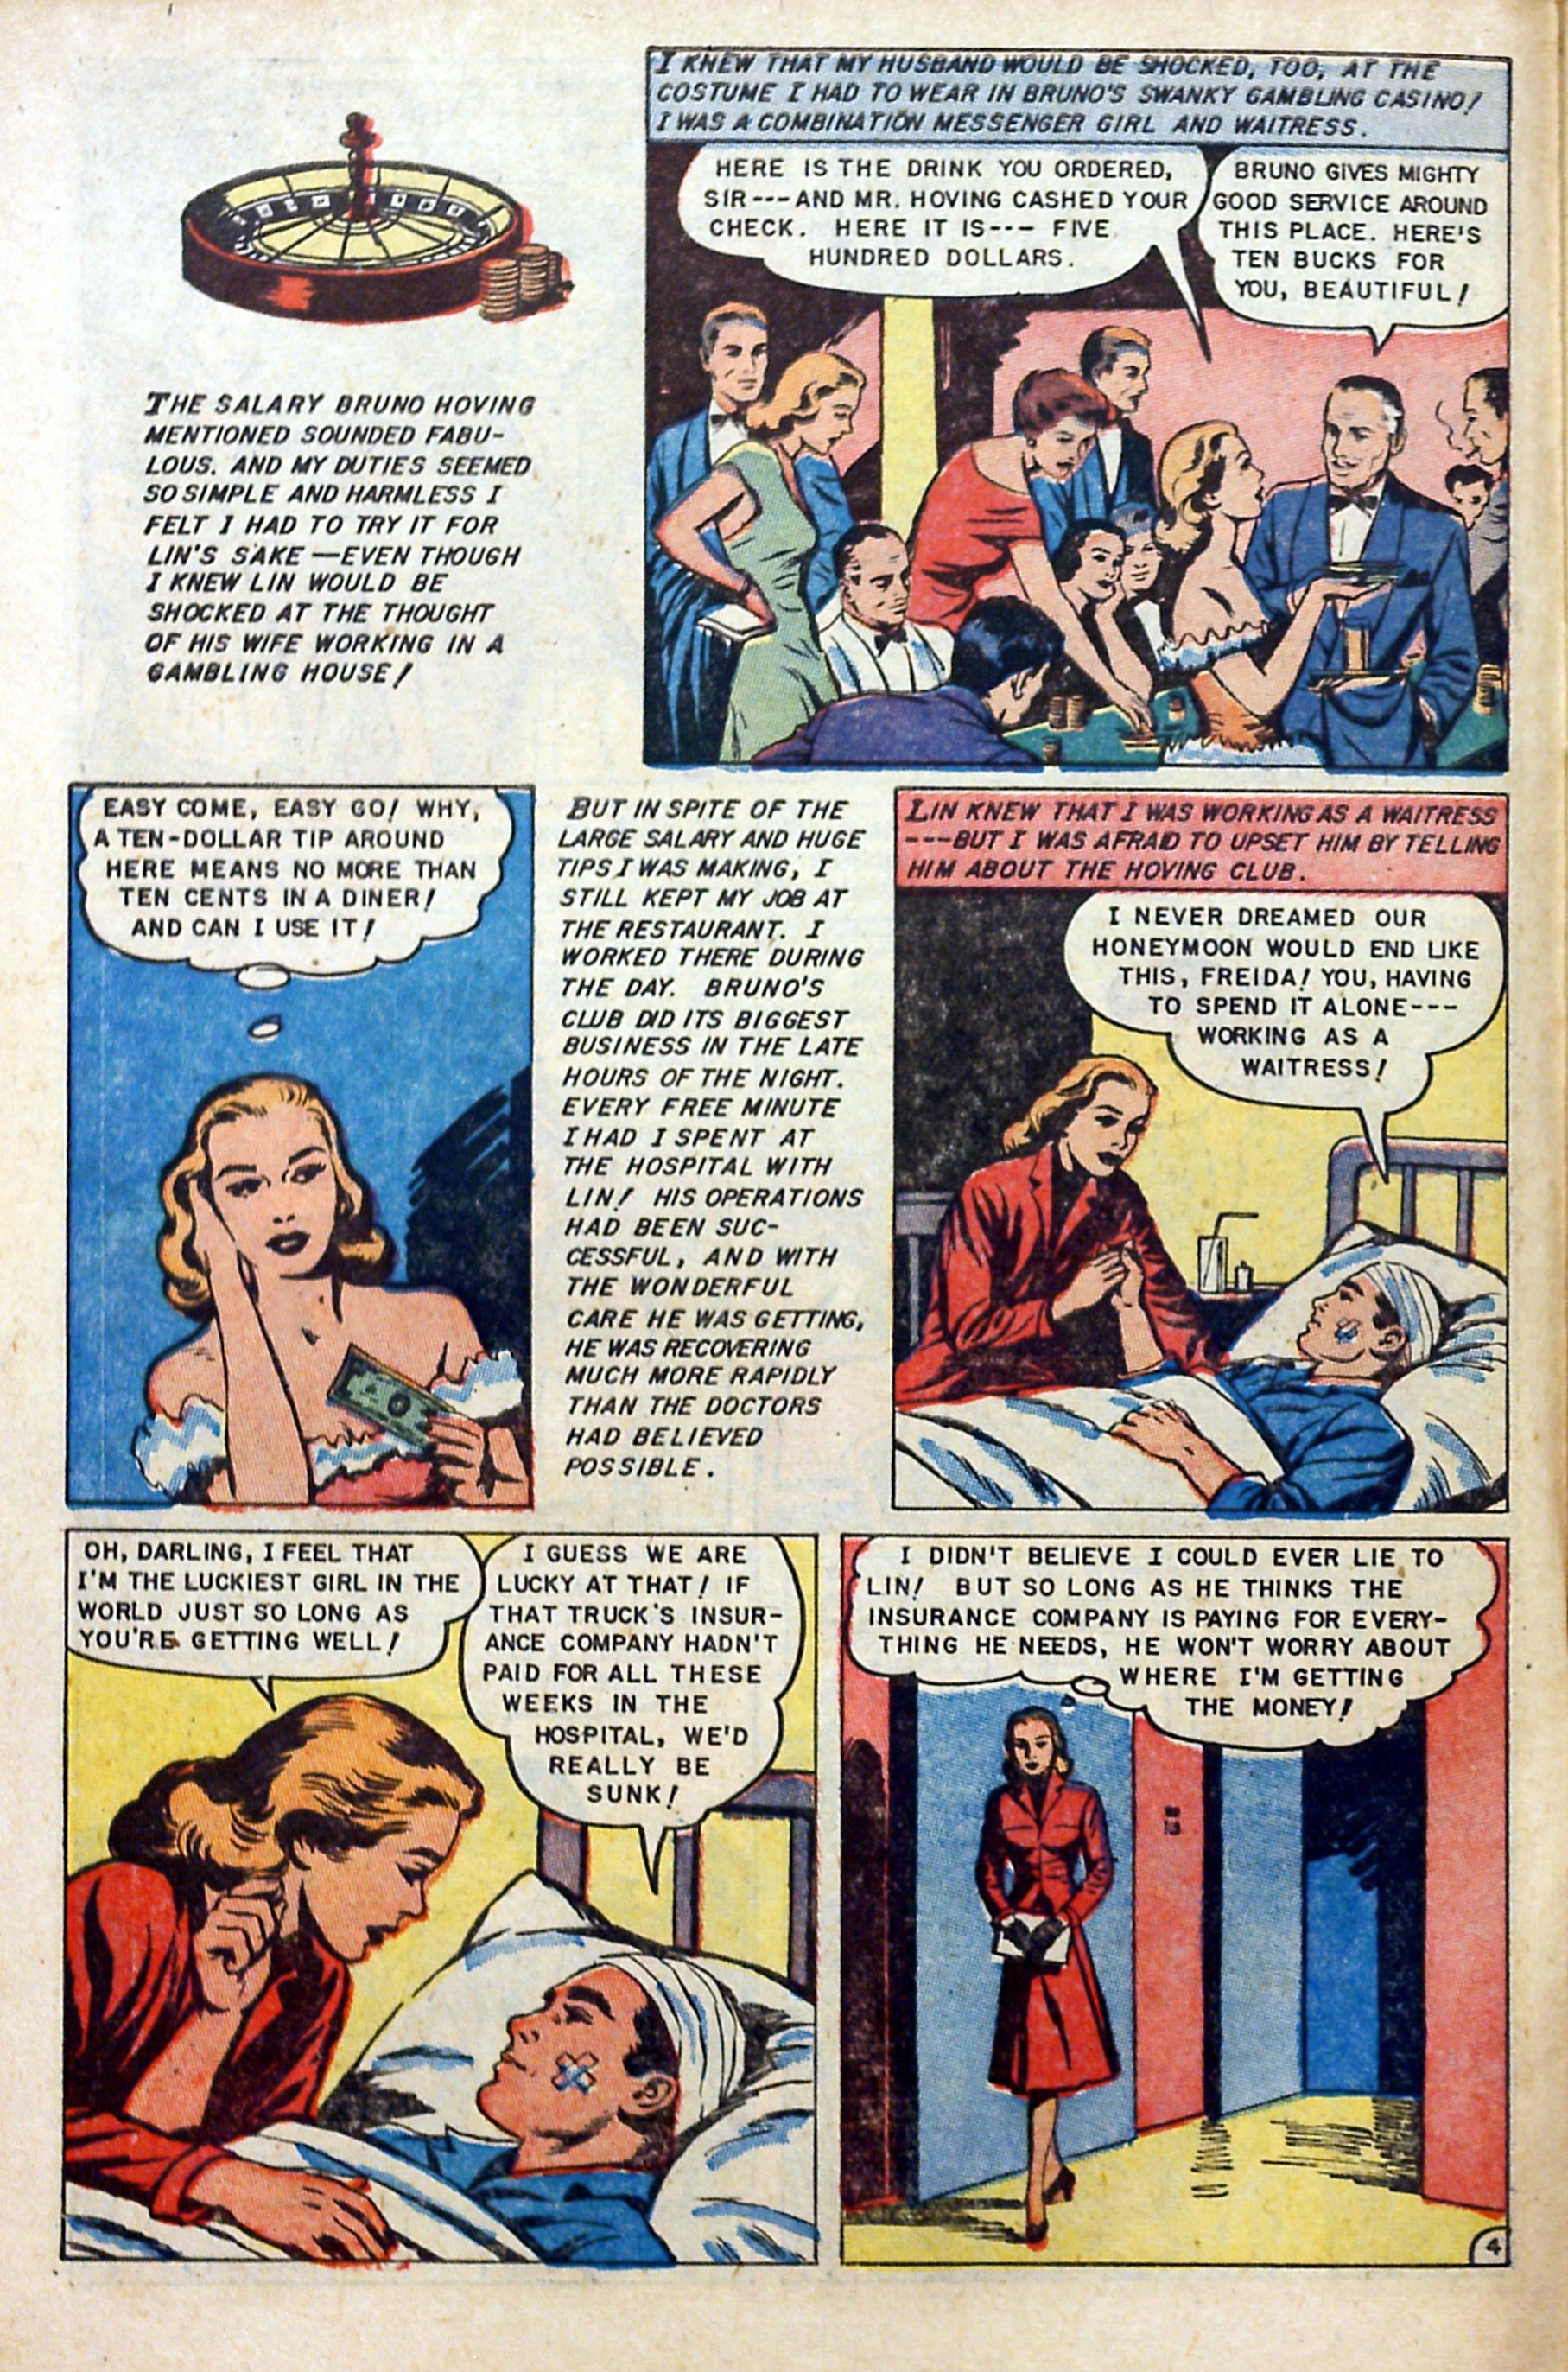 THE SALARY BRUNO HOVING
MENTIONED SOUNDED FABU-
LOUS. AND MY DUTIES SEEMED
SO SIMPLE AND HARMLESS I
FELT I HAD TO TRY IT FOR
LIN'S SAKE—EVEN THOUGH
I KNEW LIN WOULD BE
SHOCKED AT THE THOUGHT
OF HIS WIFE WORKING IN A
GAMBLING HOUSE!
I KNEW THAT MY HUSBAND WOULD BE SHOCKED, TOO, AT THE
COSTUME I HAD TO WEAR IN BRUNO'S SWANKY GAMBLING CASINO!
I WAS A COMBINATION MESSENGER GIRL AND WAITRESS.
HERE IS THE DRINK YOU ORDERED,
SIR---AND MR. HOVING CASHED YOUR
CHECK. HERE IT IS--- FIVE
HUNDRED DOLLARS.
BRUNO GIVES MIGHTY
GOOD SERVICE AROUND
THIS PLACE. HERE'S
TEN BUCKS FOR
YOU, BEAUTIFUL!
EASY COME, EASY GO! WHY,
A TEN-DOLLAR TIP AROUND
HERE MEANS NO MORE THAN
TEN CENTS IN A DINER!
AND CAN I USE IT!
BUT IN SPITE OF THE
LARGE SALARY AND HUGE
TIPS I WAS MAKING, I
STILL KEPT MY JOB AT
THE RESTAURANT. I
WORKED THERE DURING
THE DAY. BRUNO'S
CLUB DID ITS BIGGEST
BUSINESS IN THE LATE
HOURS OF THE NIGHT.
EVERY FREE MINUTE
I HAD I SPENT AT
THE HOSPITAL WITH
LIN! HIS OPERATIONS
HAD BEEN SUC-
CESSFUL, AND WITH
THE WONDERFUL
CARE HE WAS GETTING,
HE WAS RECOVERING
MUCH MORE RAPIDLY
THAN THE DOCTORS
HAD BELIEVED
POSSIBLE.
LIN KNEW THAT I WAS WORKING AS A WAITRESS
---BUT I WAS AFRAID TO UPSET HIM BY TELLING
HIM ABOUT THE HOVING CLUB.
I NEVER DREAMED OUR
HONEYMOON WOULD END LIKE
THIS, FREIDA! YOU, HAVING
TO SPEND IT ALONE---
WORKING AS A
WAITRESS!
OH, DARLING, I FEEL THAT
I'M THE LUCKIEST GIRL IN THE
WORLD JUST SO LONG AS
YOU'RE GETTING WELL!
I GUESS WE ARE
LUCKY AT THAT! IF
THAT TRUCK'S INSUR-
ANCE COMPANY HADN'T
PAID FOR ALL THESE
WEEKS IN THE
HOSPITAL, WE'D
REALLY BE
SUNK!
I DIDN'T BELIEVE I COULD EVER LIE TO
LIN! BUT SO LONG AS HE THINKS THE
INSURANCE COMPANY IS PAYING FOR EVERY-
THING HE NEEDS, HE WON'T WORRY ABOUT
WHERE I'M GETTING
THE MONEY!
4